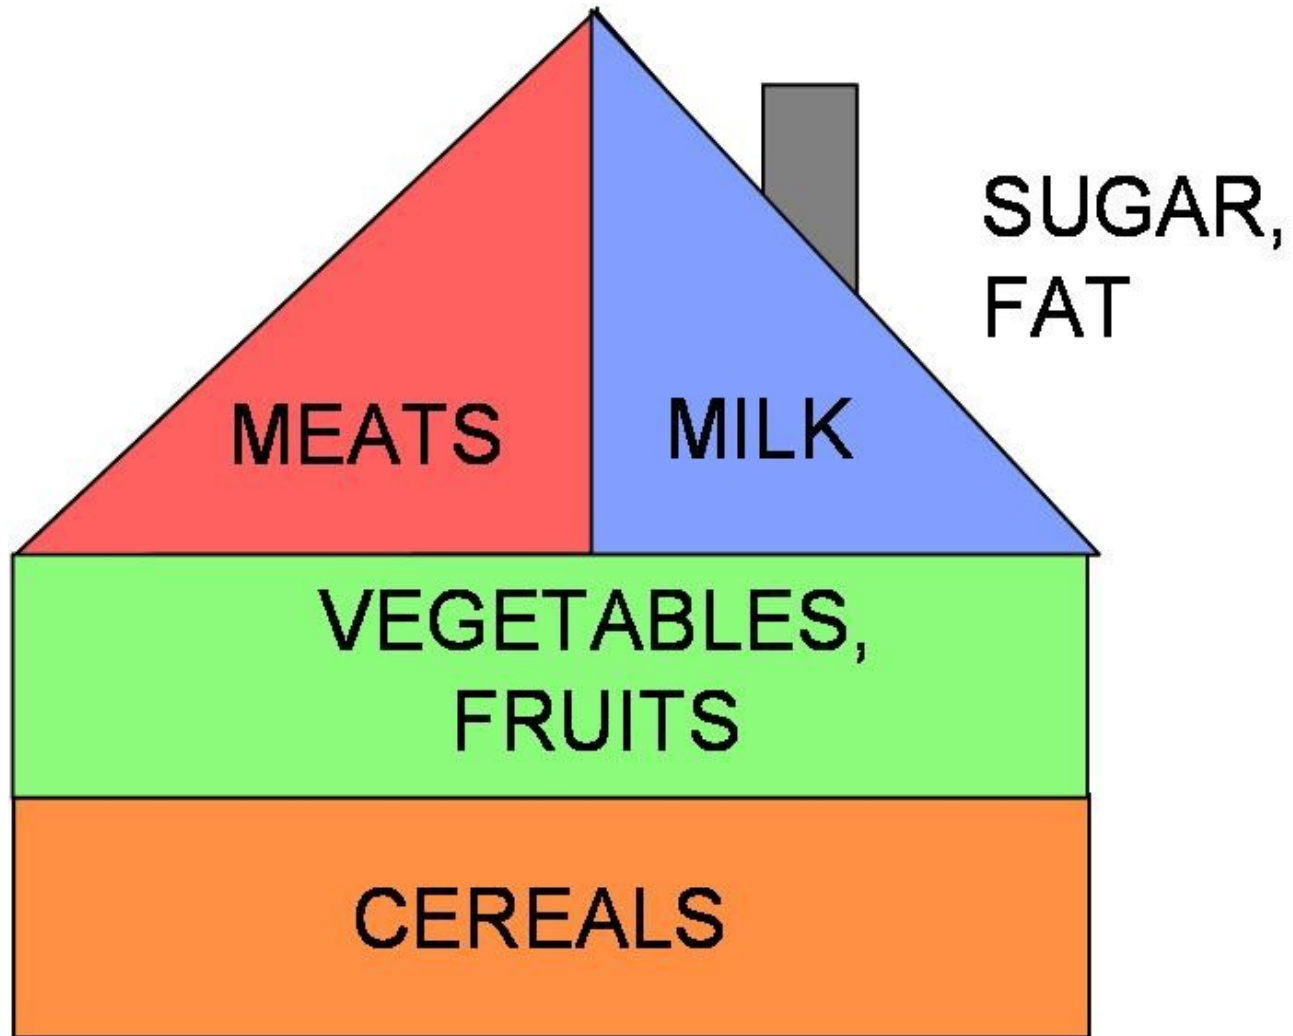 SUGAR,
FAT
MEATS
MILK
VEGETABLES,
FRUITS
CEREALS